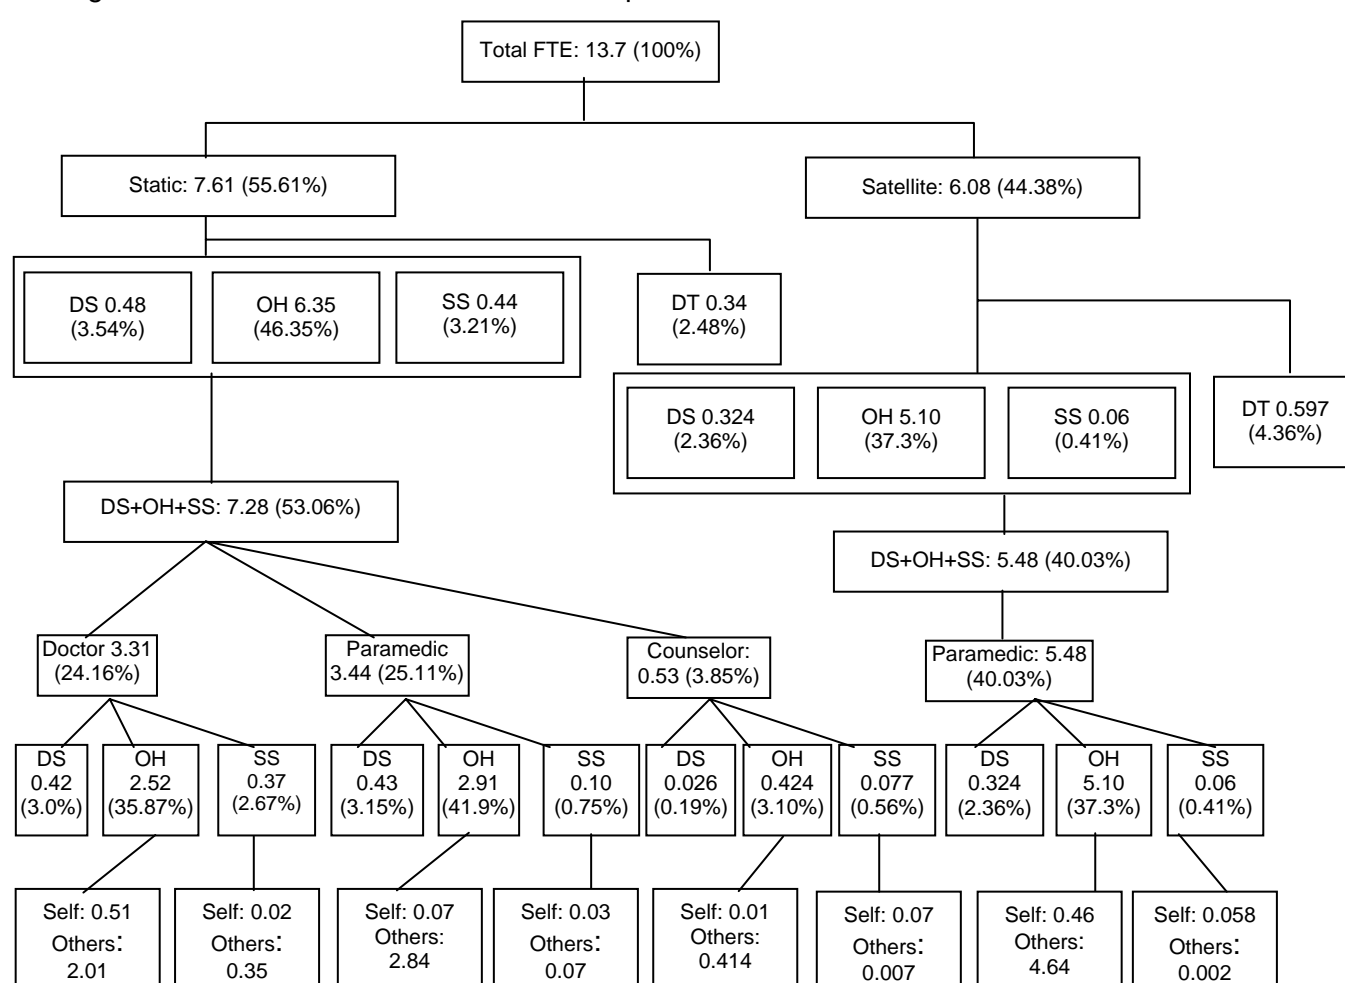 Total FTE: 13.7 (100%)
Static: 7.61 (55.61%)
Satellite: 6.08 (44.38%)
DS 0.48
(3.54%)
OH 6.35
(46.35%)
SS 0.44
(3.21%)
DT 0.34
(2.48%)
DS 0.324
(2.36%)
OH 5.10
(37.3%)
SS 0.06
(0.41%)
DT 0.597
(4.36%)
DS+OH+SS: 7.28 (53.06%)
DS+OH+SS: 5.48 (40.03%)
Doctor 3.31
(24.16%)
Paramedic
3.44 (25.11%)
Counselor:
0.53 (3.85%)
Paramedic: 5.48
(40.03%)
DS
0.42
(3.0%)
OH
2.52
(35.87%)
SS
0.37
(2.67%)
DS
0.43
(3.15%)
OH
2.91
(41.9%)
SS
0.10
(0.75%)
DS
0.026
(0.19%)
OH
0.424
(3.10%)
SS
0.077
(0.56%)
DS
0.324
(2.36%)
OH
5.10
(37.3%)
SS
0.06
(0.41%)
Self: 0.51
Others:
2.01
Self: 0.02
Others:
0.35
Self: 0.07
Others:
2.84
Self: 0.03
Others:
0.07
Self: 0.01
Others:
0.414
Self: 0.07
Others:
0.007
Self: 0.46
Others:
4.64
Self: 0.058
Others:
0.002